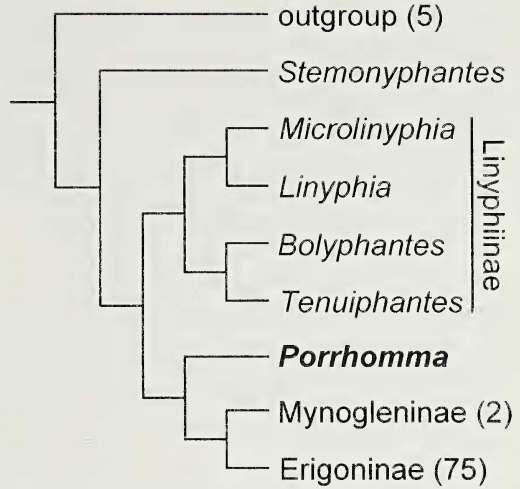 outgroup (5)
Stemonyphantes
Microlinyphia
Linyphia
Bolyphantes
Tenuiphantes
Linyphiinae
Porrhomma
Mynogleninae (2)
Erigoninae (75)